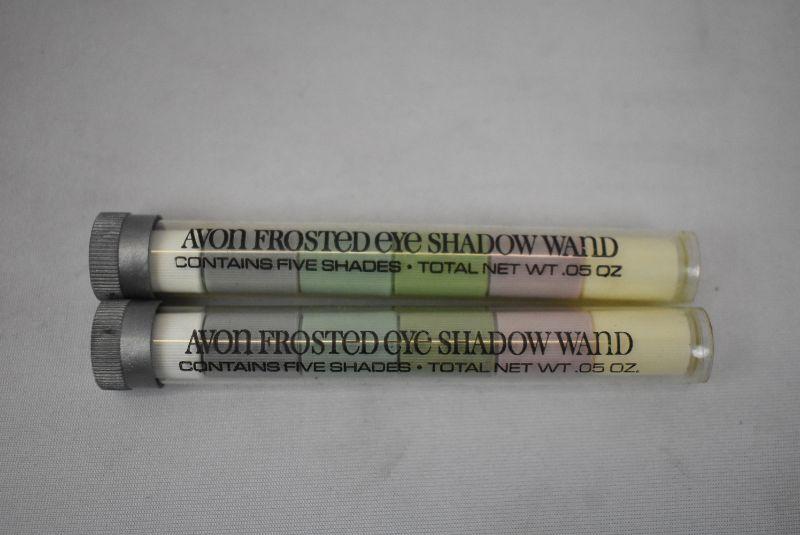 AVON FROSTED EYE SHADOW WAND
CONTAINS FIVE SHADES • TOTAL NET WT .05 OZ
AVON FROSTED EYE SHADOW WAND
CONTAINS FIVE SHADES • TOTAL NET WT .05 OZ.